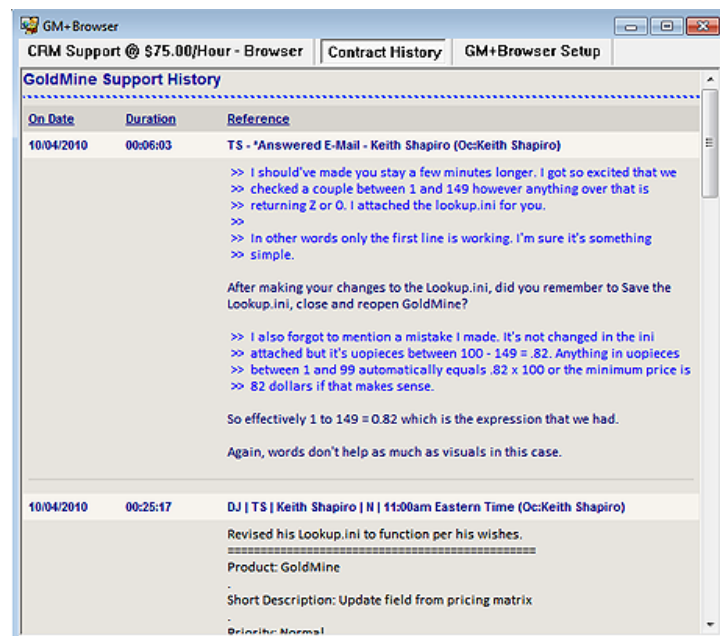 GM+Browser
CRM Support @ $75.00/Hour - Browser Contract History GM+Browser Setup
GoldMine Support History
On Date Duration Reference
10/04/2010 00:06:03 TS - *Answered E-Mail - Keith Shapiro (Oc:Keith Shapiro)
>> I should've made you stay a few minutes longer. I got so excited that we
>> checked a couple between 1 and 149 however anything over that is
>> returning Z or 0. I attached the lookup.ini for you.
>>
>> In other words only the first line is working. I'm sure it's something
>> simple.
After making your changes to the Lookup.ini, did you remember to Save the
Lookup.ini, close and reopen GoldMine?
>> I also forgot to mention a mistake I made. It's not changed in the ini
>> attached but it's uopieces between 100 - 149 = .82. Anything in uopieces
>> between 1 and 99 automatically equals .82 x 100 or the minimum price is
>> 82 dollars if that makes sense.
So effectively 1 to 149 = 0.82 which is the expression that we had.
Again, words don't help as much as visuals in this case.
10/04/2010 00:25:17 DJ | TS | Keith Shapiro | N | 11:00am Eastern Time (Oc:Keith Shapiro)
Revised his Lookup.ini to function per his wishes.
===============================================
Product: GoldMine
.
Short Description: Update field from pricing matrix
.
Priority: Normal